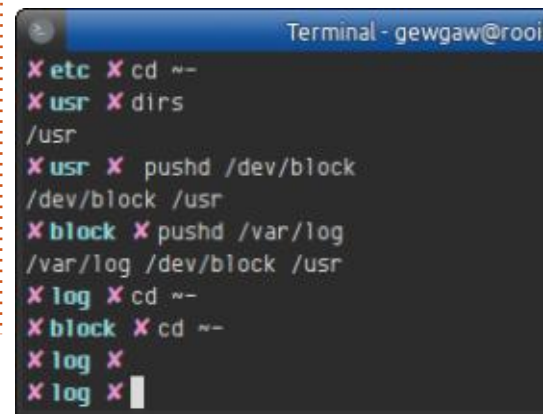 Terminal - gewgaw@rooi
✘ etc ✘ cd ~-
✘ usr ✘ dirs
/usr
✘ usr ✘ pushd /dev/block
/dev/block /usr
✘ block ✘ pushd /var/log
/var/log /dev/block /usr
✘ log ✘ cd ~-
✘ block ✘ cd ~-
✘ log ✘
✘ log ✘